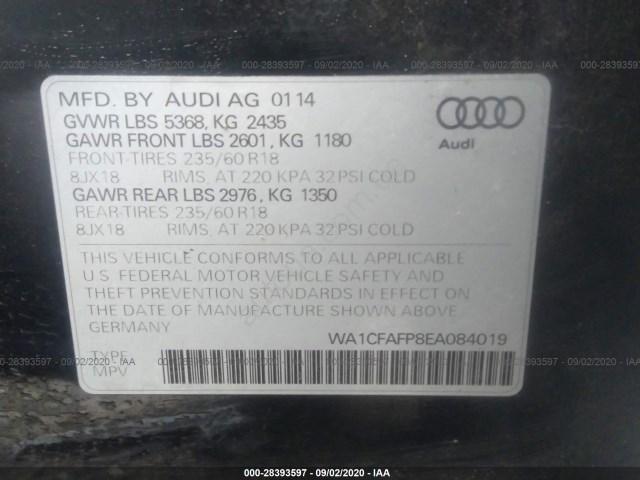 000-28393597 - 09/02/2020 - IAA
MFD. BY AUDI AG 01 14
GVWR LBS 5368, KG 2435
GAWR FRONT LBS 2601, KG 1180
FRONT-TIRES 235/60 R18
8JX18 RIMS, AT 220 KPA 32 PSI COLD
GAWR REAR LBS 2976, KG 1350
REAR-TIRES 235/60 R18
8JX18 RIMS, AT 220 KPA 32 PSI COLD
Audi
THIS VEHICLE CONFORMS TO ALL APPLICABLE
U.S. FEDERAL MOTOR VEHICLE SAFETY AND
THEFT PREVENTION STANDARDS IN EFFECT ON
THE DATE OF MANUFACTURE SHOWN ABOVE
GERMANY
WA1CFAFP8EA084019
TYPE
MPV
000-28393597 - 09/02/2020 - IAA